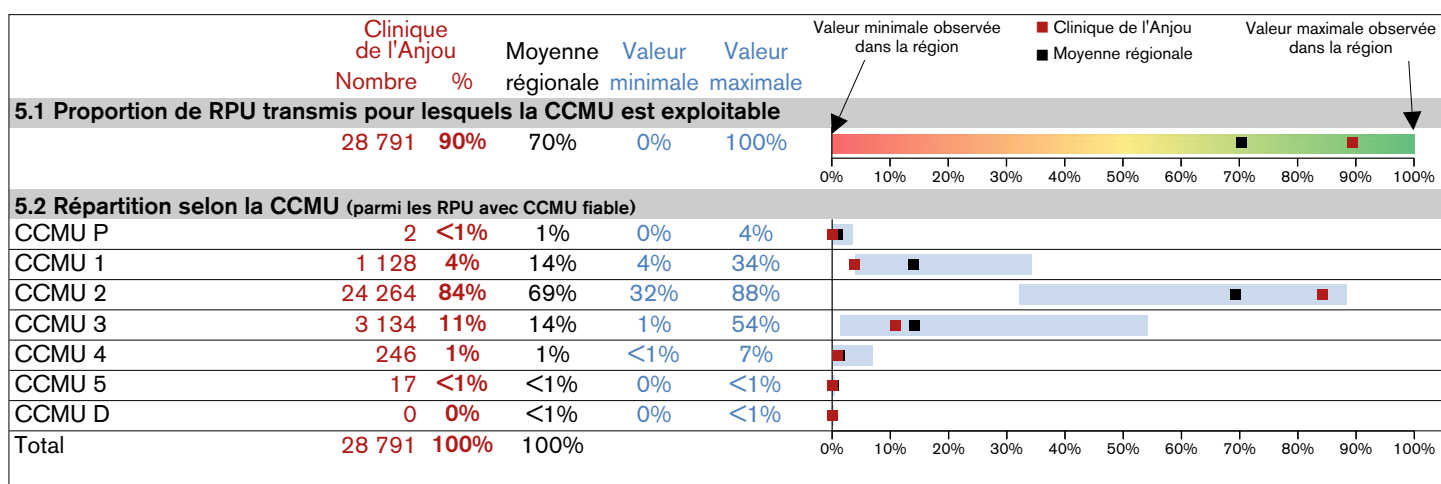 Clinique de l'Anjou
Moyenne régionale
Valeur minimale
Valeur maximale
Nombre %
Valeur minimale observée dans la région
Clinique de l'Anjou
Moyenne régionale
Valeur maximale observée dans la région
5.1 Proportion de RPU transmis pour lesquels la CCMU est exploitable
28 791 90% 70% 0% 100%
0% 10% 20% 30% 40% 50% 60% 70% 80% 90% 100%
5.2 Répartition selon la CCMU (parmi les RPU avec CCMU fiable)
CCMU P 2 <1% 1% 0% 4%
CCMU 1 1 128 4% 14% 4% 34%
CCMU 2 24 264 84% 69% 32% 88%
CCMU 3 3 134 11% 14% 1% 54%
CCMU 4 246 1% 1% <1% 7%
CCMU 5 17 <1% <1% 0% <1%
CCMU D 0 0% <1% 0% <1%
Total 28 791 100% 100%
0% 10% 20% 30% 40% 50% 60% 70% 80% 90% 100%